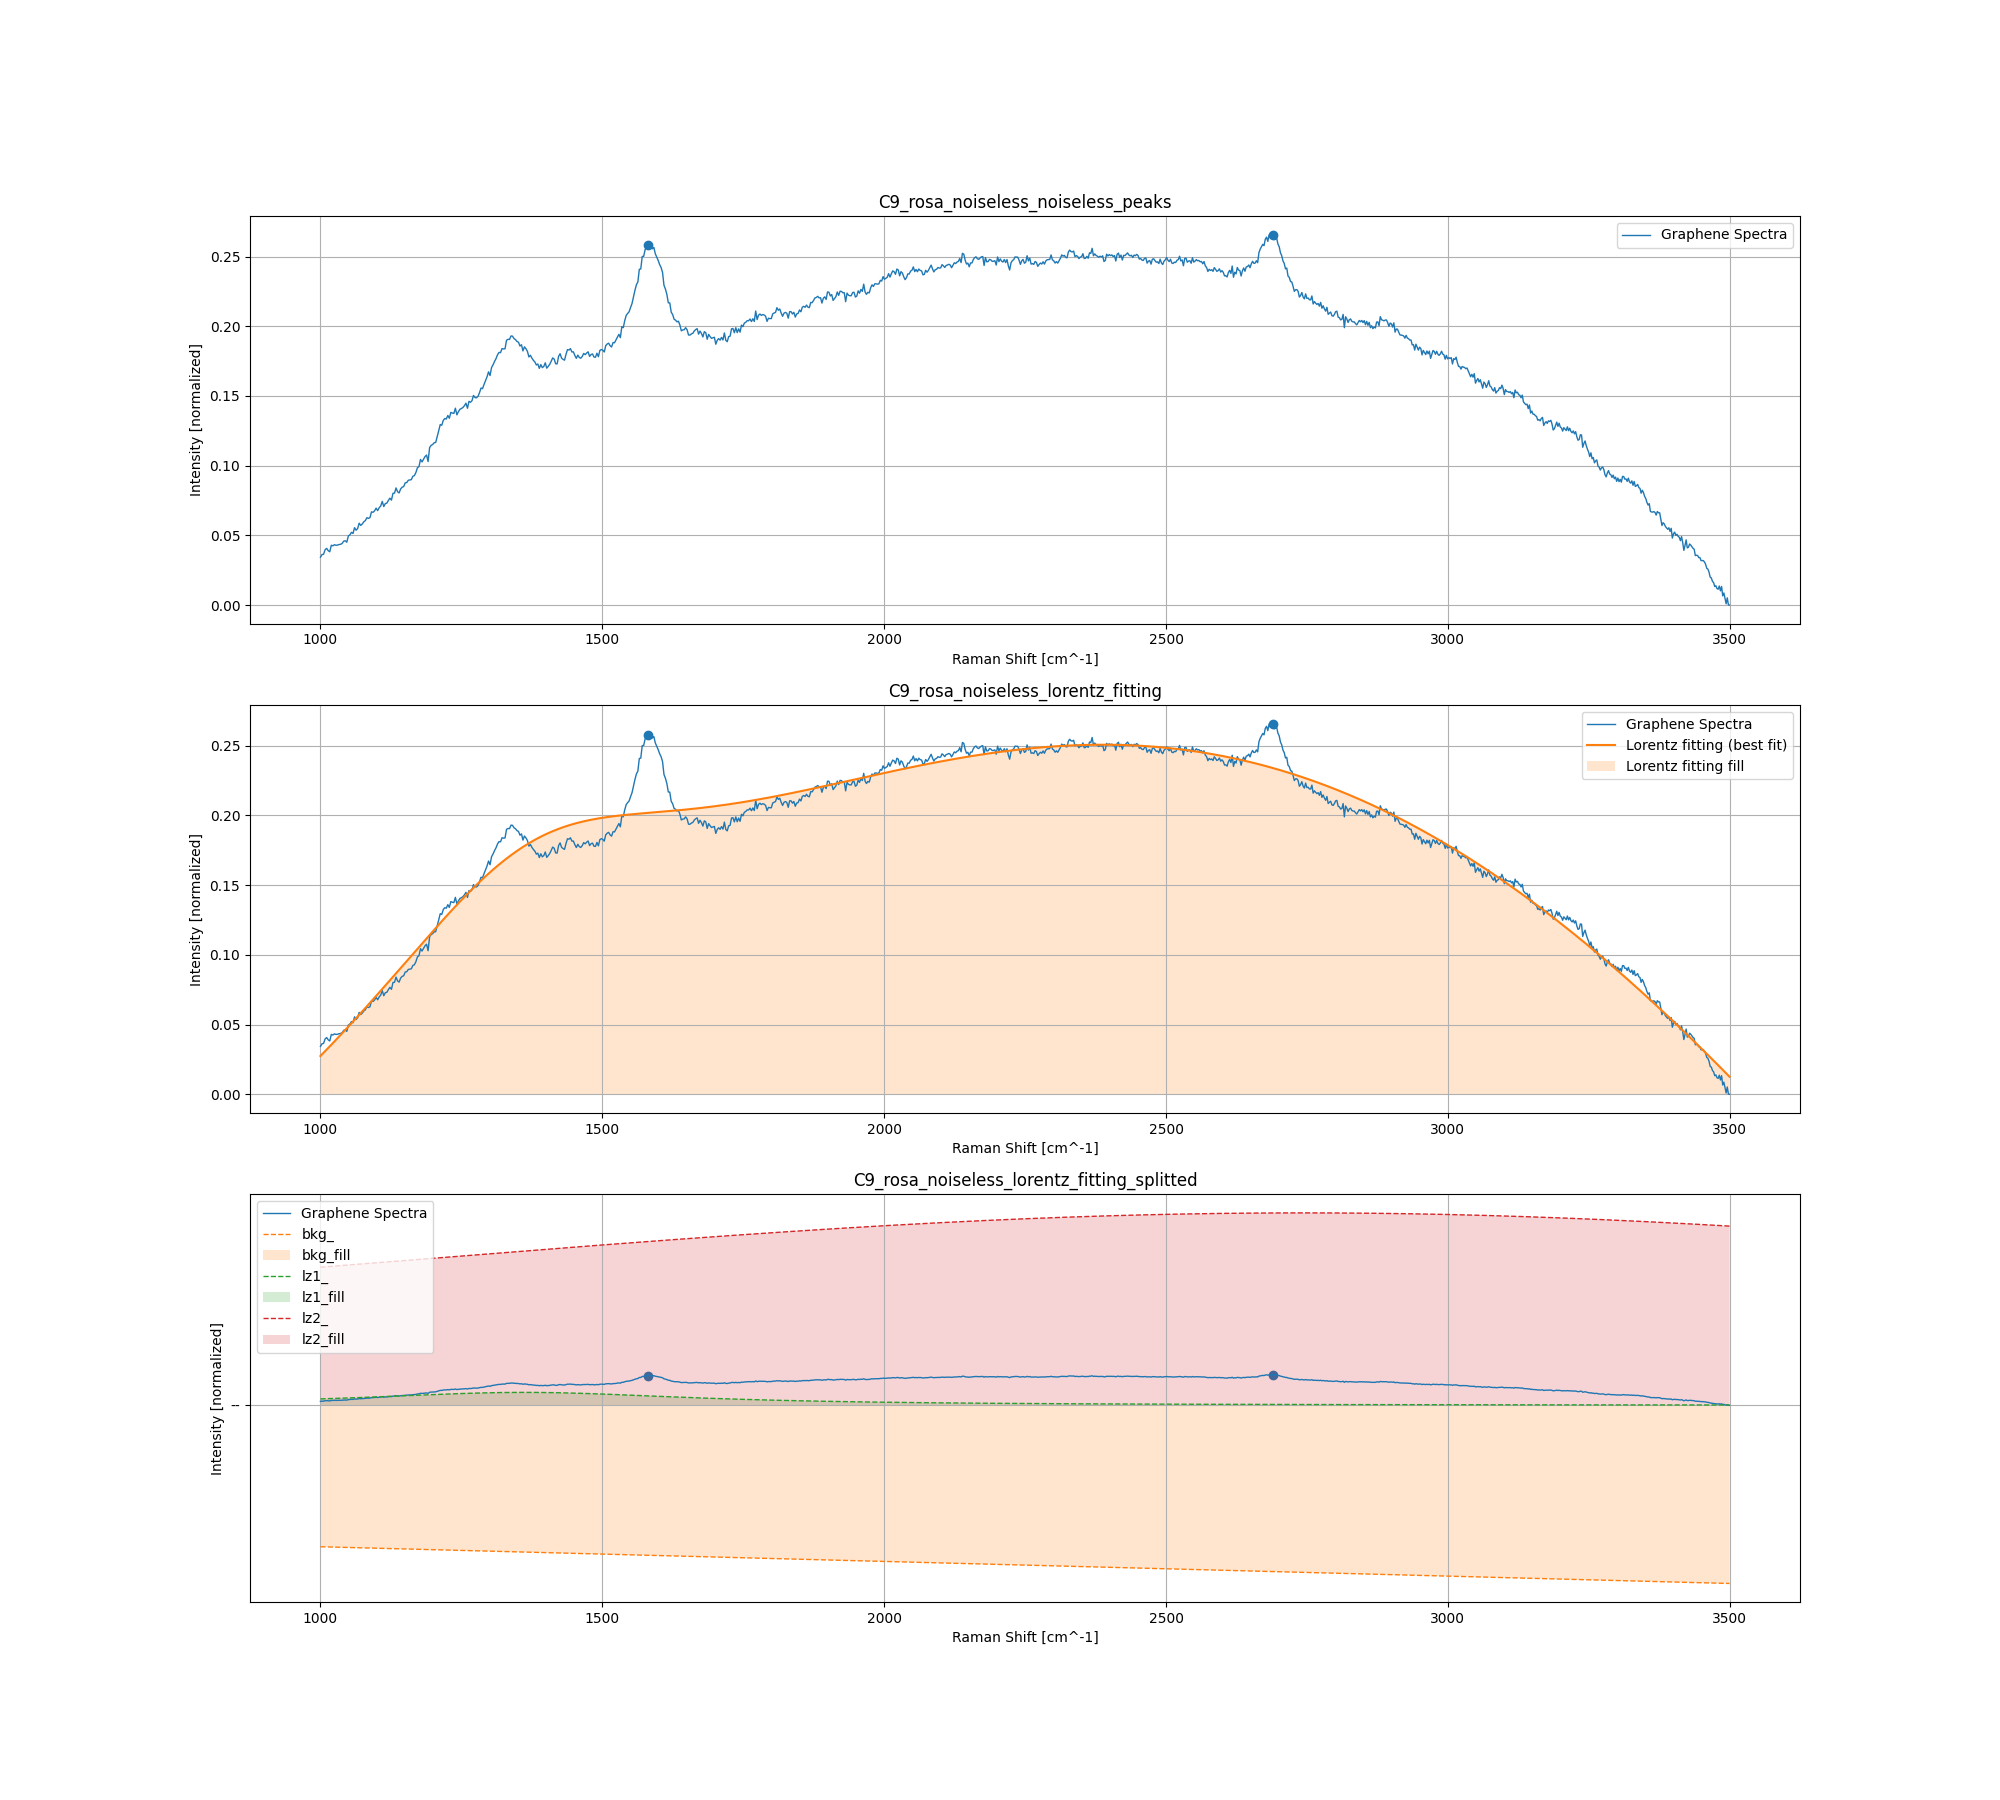 C9_rosa_noiseless_noiseless_peaks
Graphene Spectra
Intensity [normalized]
0.25
0.20
0.15
0.10
0.05
0.00
1000 1500 2000 2500 3000 3500
Raman Shift [cm^-1]
C9_rosa_noiseless_lorentz_fitting
Graphene Spectra
Lorentz fitting (best fit)
Lorentz fitting fill
Intensity [normalized]
0.25
0.20
0.15
0.10
0.05
0.00
1000 1500 2000 2500 3000 3500
Raman Shift [cm^-1]
C9_rosa_noiseless_lorentz_fitting_splitted
Graphene Spectra
bkg_
bkg_fill
lz1_
lz1_fill
lz2_
lz2_fill
Intensity [normalized]
--
1000 1500 2000 2500 3000 3500
Raman Shift [cm^-1]